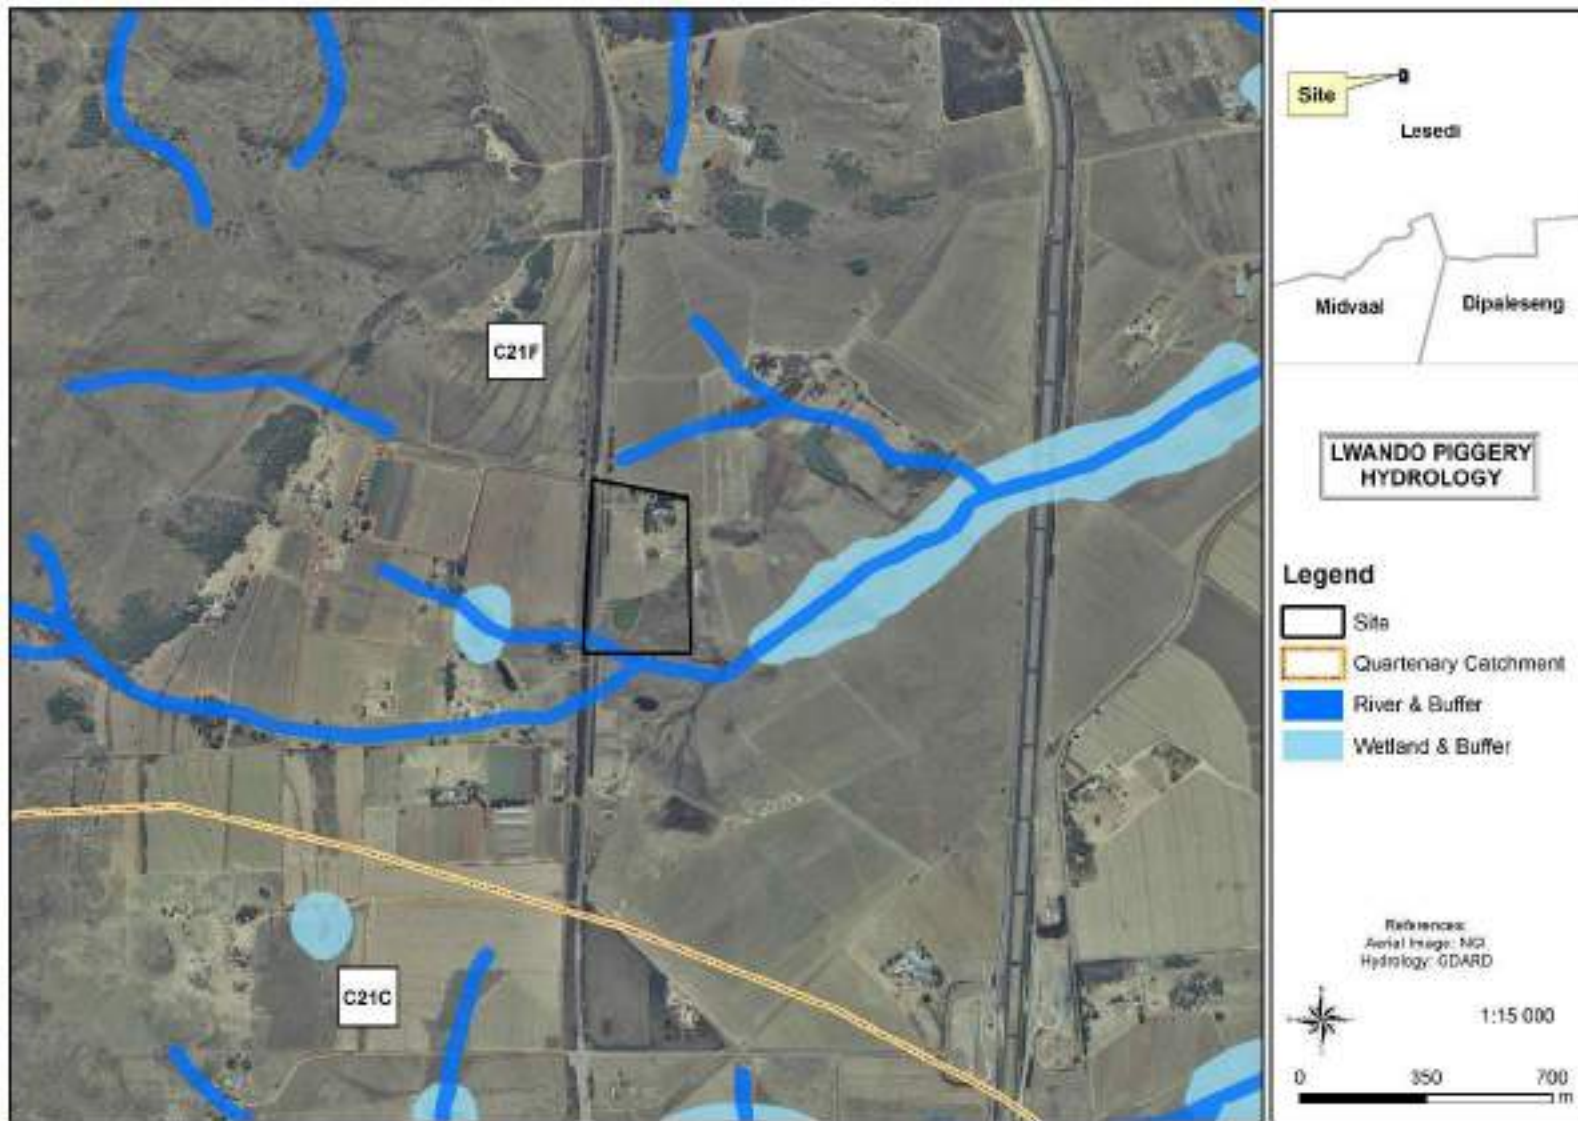 C21F
C21C
Site
Lesedi
Midvaal
Dipaleseng
LWANDO PIGGERY
HYDROLOGY
Legend
Site
Quartenary Catchment
River & Buffer
Wetland & Buffer
References:
Aerial Image: NGI
Hydrology: GDARD
1:15 000
0 350 700
m